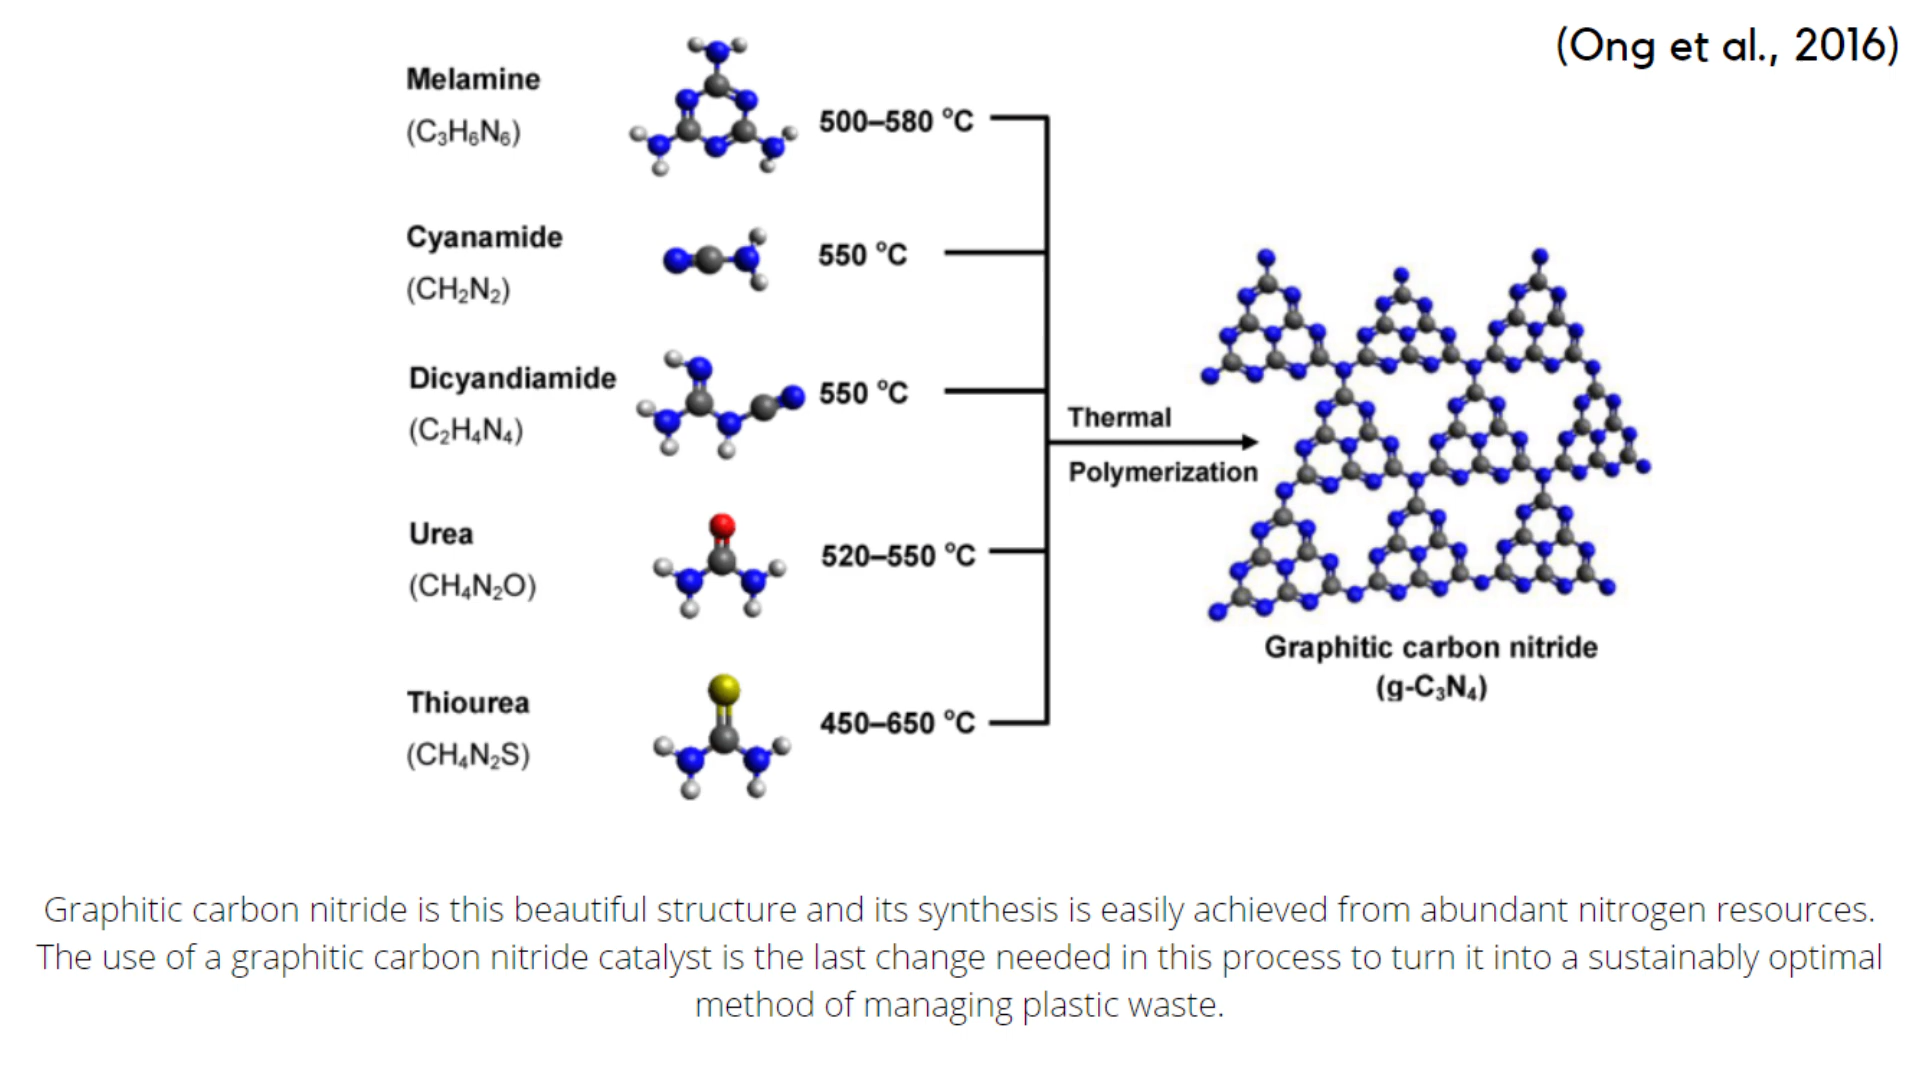 (Ong et al., 2016)
Melamine
(C₃H₆N₆)
500–580 °C
Cyanamide
(CH₂N₂)
550 °C
Dicyandiamide
(C₂H₄N₄)
550 °C
Urea
(CH₄N₂O)
520–550 °C
Thiourea
(CH₄N₂S)
450–650 °C
Thermal
Polymerization
Graphitic carbon nitride
(g-C₃N₄)
Graphitic carbon nitride is this beautiful structure and its synthesis is easily achieved from abundant nitrogen resources.
The use of a graphitic carbon nitride catalyst is the last change needed in this process to turn it into a sustainably optimal
method of managing plastic waste.